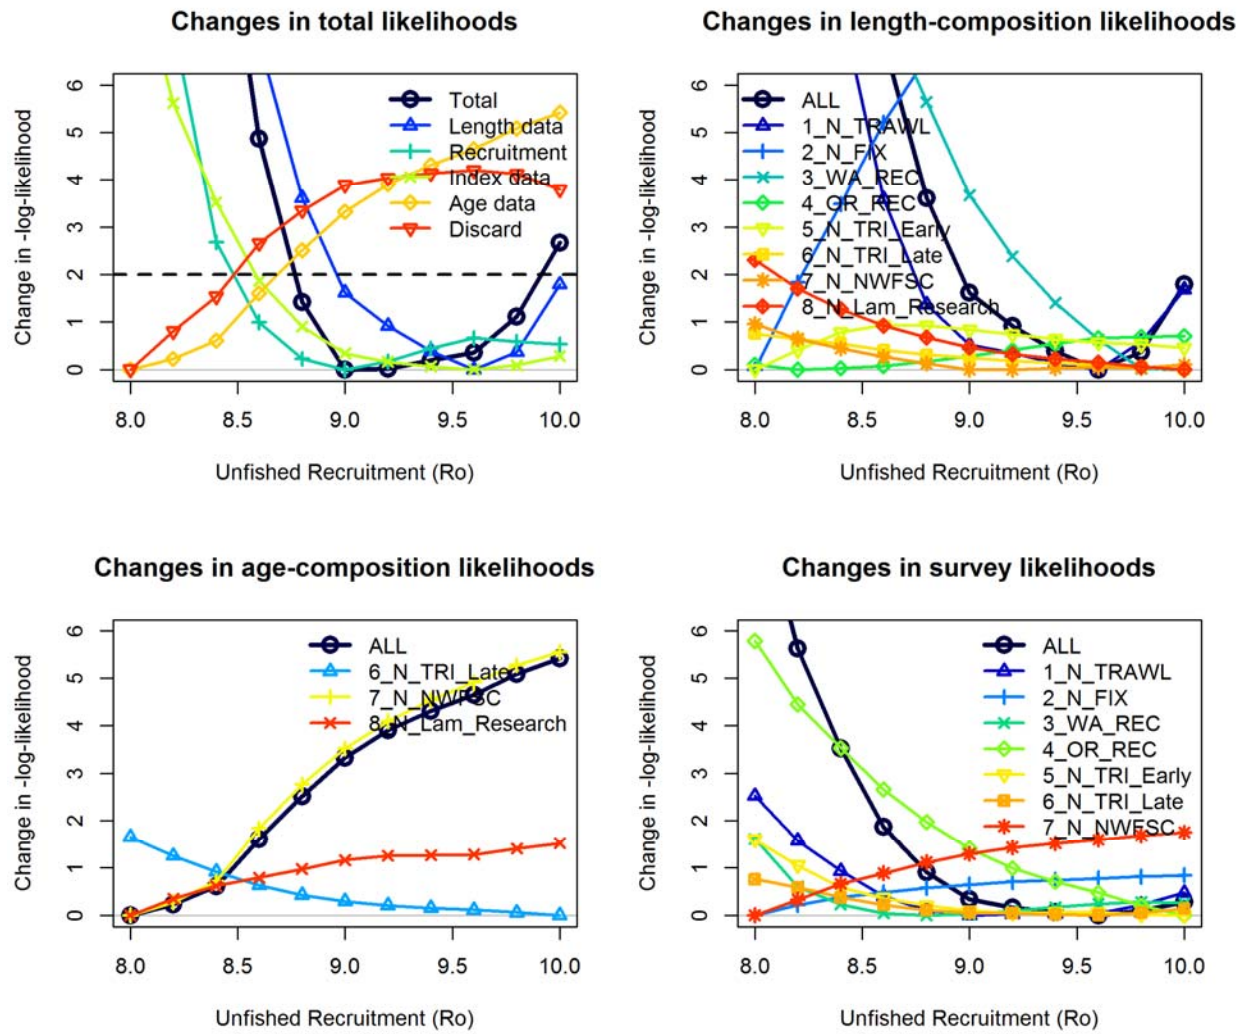 Changes in total likelihoods
Change in -log-likelihood
6
5
4
3
2
1
0
Total
Length data
Recruitment
Index data
Age data
Discard
8.0 8.5 9.0 9.5 10.0
Unfished Recruitment (Ro)
Changes in length-composition likelihoods
Change in -log-likelihood
6
5
4
3
2
1
0
ALL
1_N_TRAWL
2_N_FIX
3_WA_REC
4_OR_REC
5_N_TRI_Early
6_N_TRI_Late
7_N_NWFSC
8_N_Lam_Research
8.0 8.5 9.0 9.5 10.0
Unfished Recruitment (Ro)
Changes in age-composition likelihoods
Change in -log-likelihood
6
5
4
3
2
1
0
ALL
6_N_TRI_Late
7_N_NWFSC
8_N_Lam_Research
8.0 8.5 9.0 9.5 10.0
Unfished Recruitment (Ro)
Changes in survey likelihoods
Change in -log-likelihood
6
5
4
3
2
1
0
ALL
1_N_TRAWL
2_N_FIX
3_WA_REC
4_OR_REC
5_N_TRI_Early
6_N_TRI_Late
7_N_NWFSC
8.0 8.5 9.0 9.5 10.0
Unfished Recruitment (Ro)